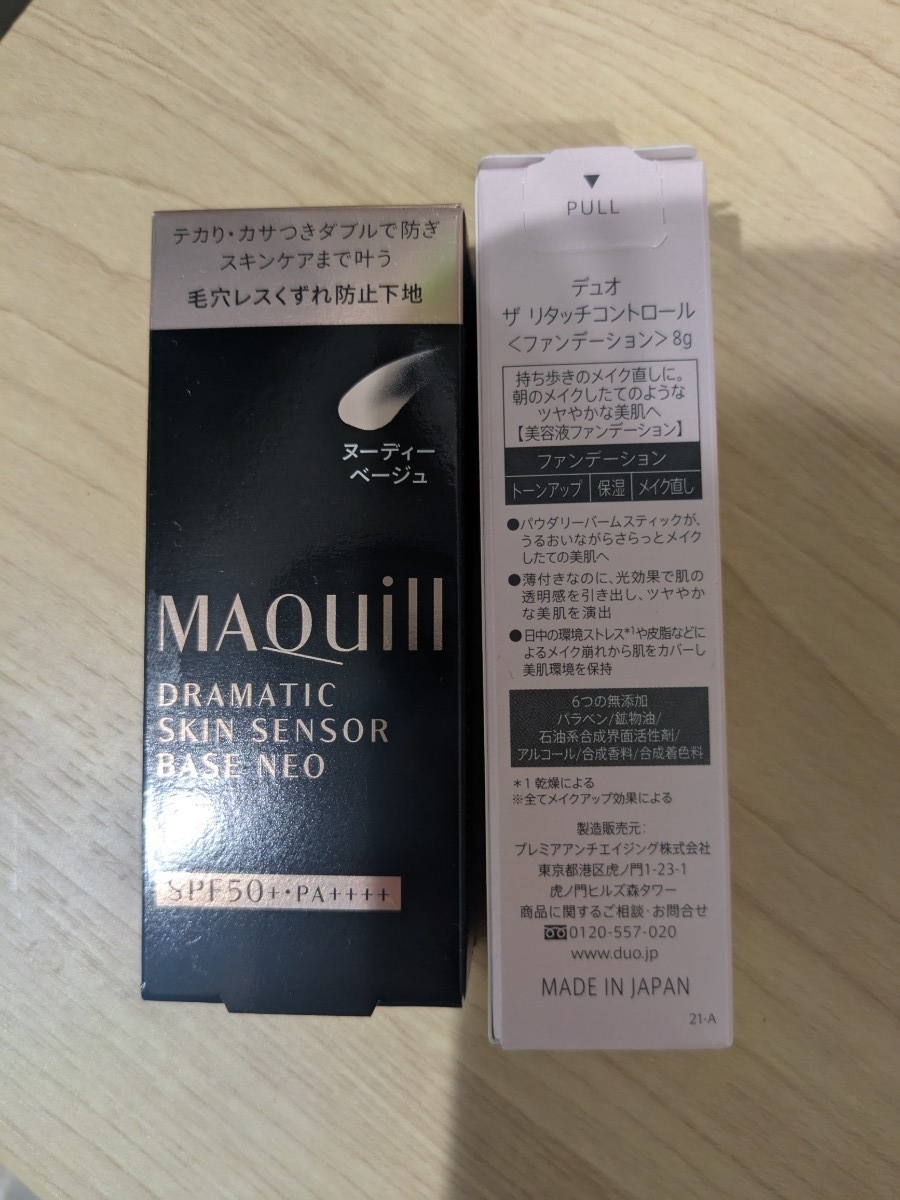 テカリ・カサつきダブルで防ぎ
スキンケアまで叶う
毛穴レスくずれ防止下地
ヌーディー
ベージュ
MAQuill
DRAMATIC
SKIN SENSOR
BASE NEO
SPF50+・PA++++
PULL
デュオ
ザ リタッチコントロール
<ファンデーション> 8g
持ち歩きのメイク直しに。
朝のメイクしたてのような
ツヤやかな美肌へ
【美容液ファンデーション】
ファンデーション
トーンアップ 保湿 メイク直し
●パウダリーバームスティックが、
うるおいながらさらっとメイク
したての美肌へ
●薄付きなのに、光効果で肌の
透明感を引き出し、ツヤやか
な美肌を演出
●日中の環境ストレス*1や皮脂などに
よるメイク崩れから肌をカバーし
美肌環境を保持
6つの無添加
パラベン/鉱物油/
石油系合成界面活性剤/
アルコール/合成香料/合成着色料
*1 乾燥による
※全てメイクアップ効果による
製造販売元:
プレミアアンチエイジング株式会社
東京都港区虎ノ門1-23-1
虎ノ門ヒルズ森タワー
商品に関するご相談・お問合せ
0120-557-020
www.duo.jp
MADE IN JAPAN
21-A